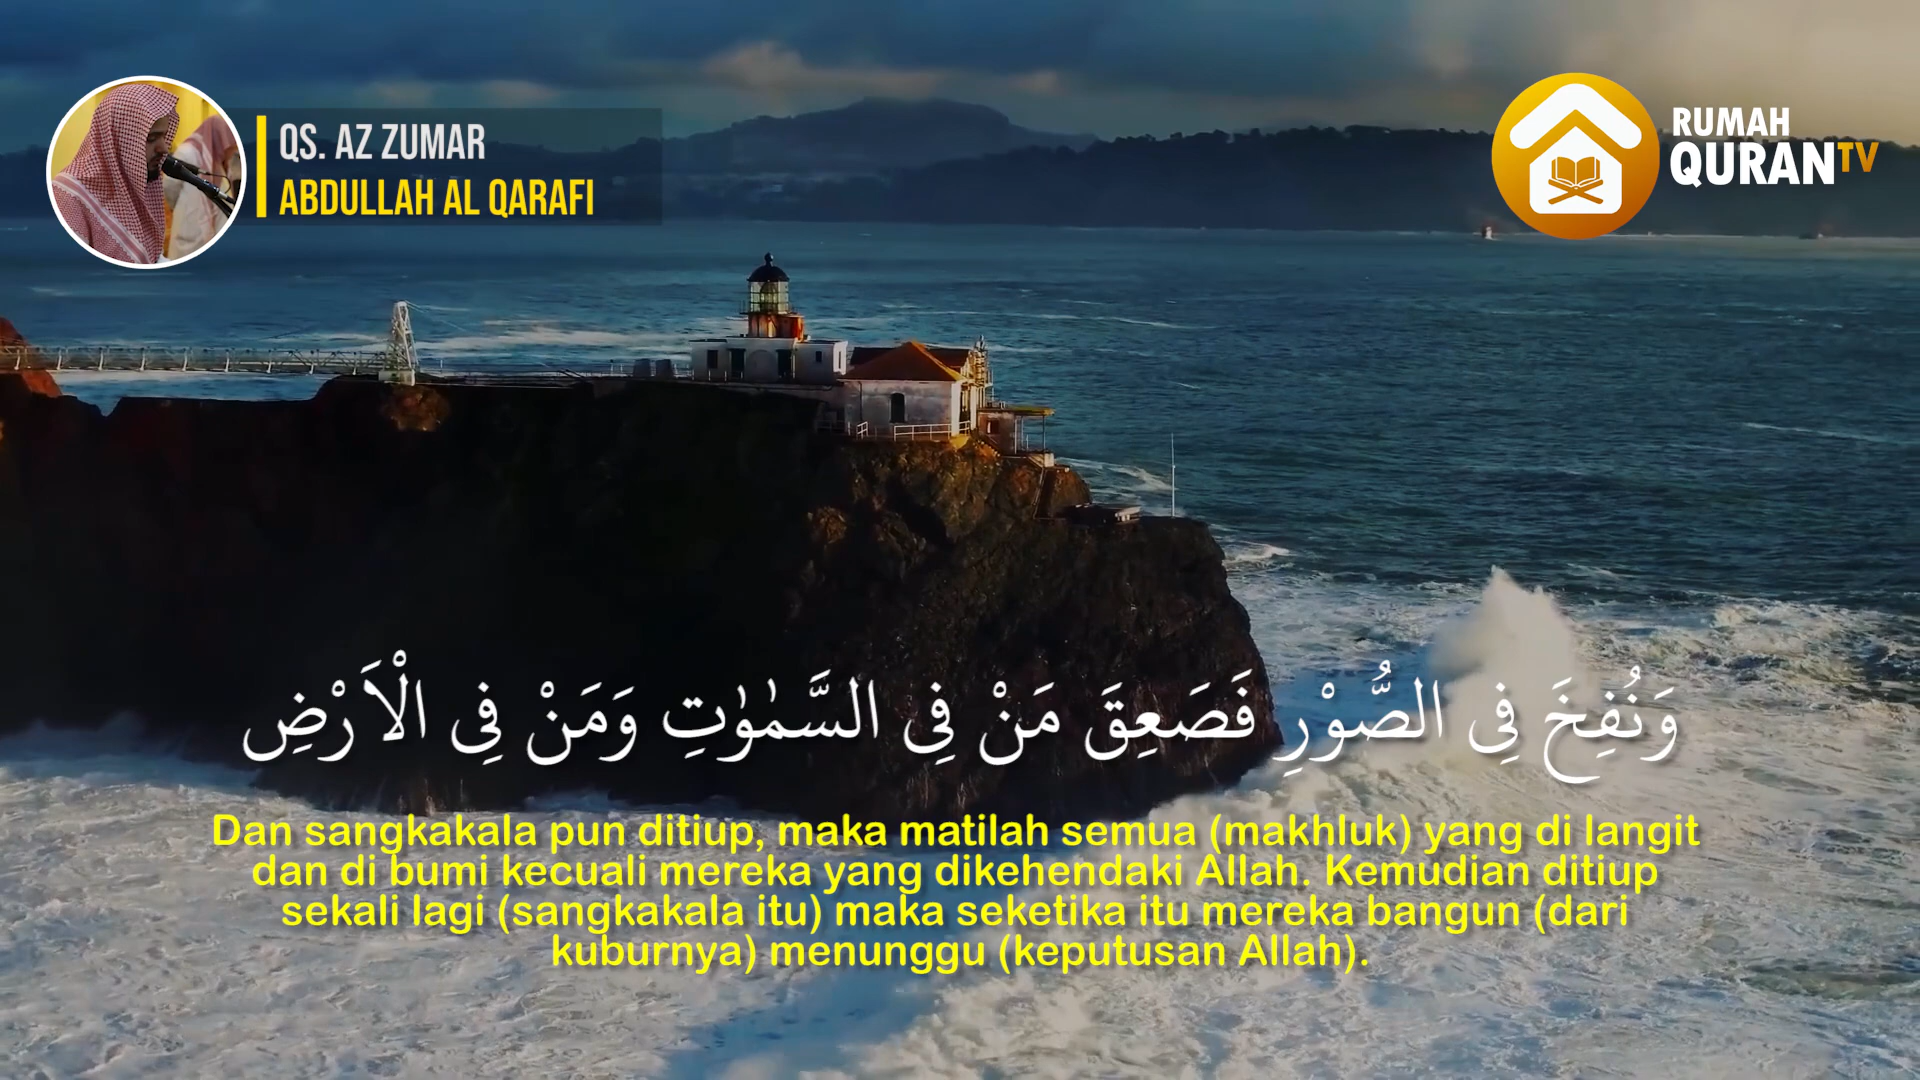 QS. AZ ZUMAR
ABDULLAH AL QARAFI
RUMAH
QURANTV
وَنُفِخَ فِى الصُّوْرِ فَصَعِقَ مَنْ فِى السَّمٰوٰتِ وَمَنْ فِى الْاَرْضِ
Dan sangkakala pun ditiup, maka matilah semua (makhluk) yang di langit
dan di bumi kecuali mereka yang dikehendaki Allah. Kemudian ditiup
sekali lagi (sangkakala itu) maka seketika itu mereka bangun (dari
kuburnya) menunggu (keputusan Allah).